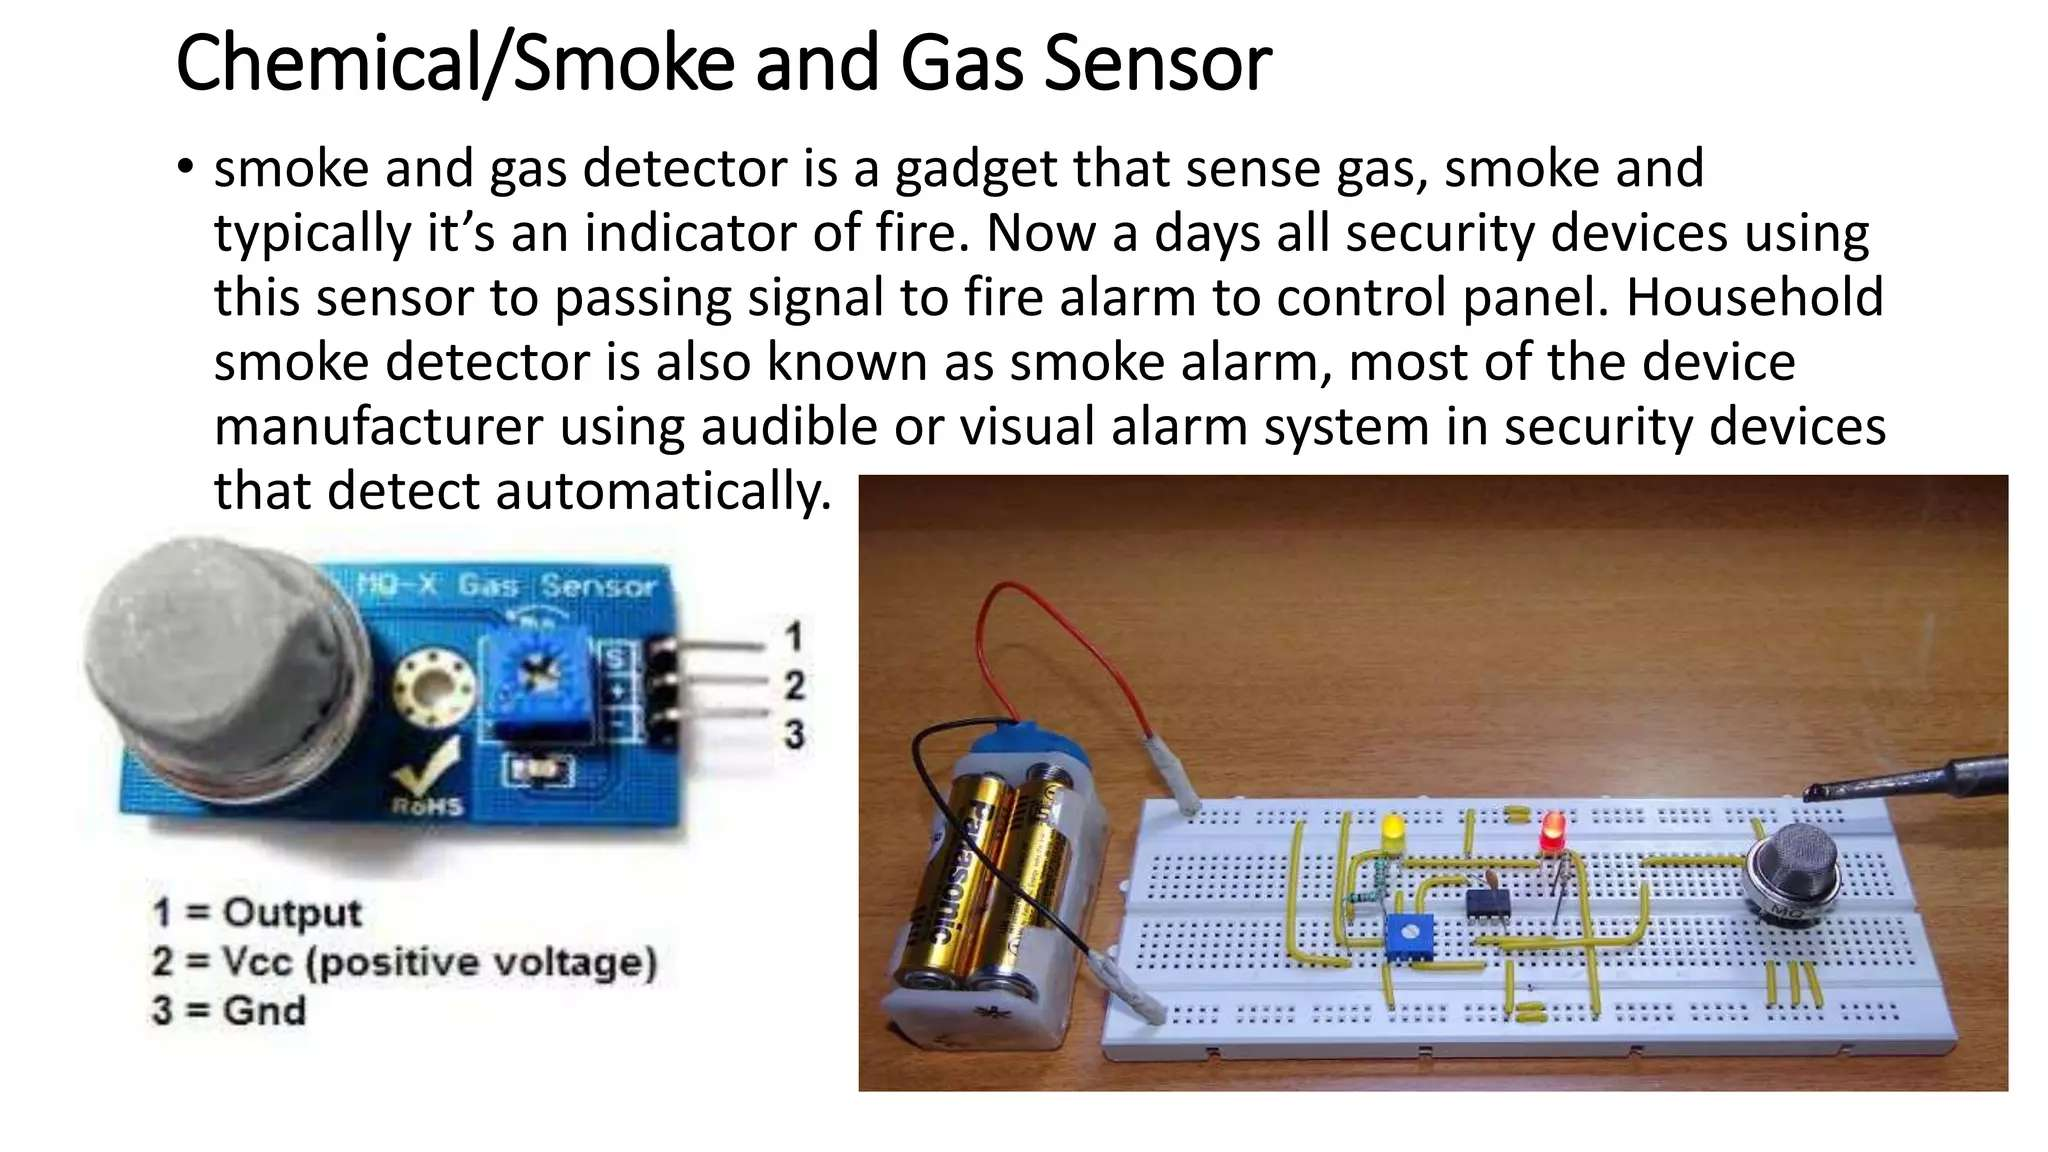 Chemical/Smoke and Gas Sensor
• smoke and gas detector is a gadget that sense gas, smoke and
typically it’s an indicator of fire. Now a days all security devices using
this sensor to passing signal to fire alarm to control panel. Household
smoke detector is also known as smoke alarm, most of the device
manufacturer using audible or visual alarm system in security devices
that detect automatically.
MQ-X Gas Sensor
S
+
-
1
2
3
RoHS
1 = Output
2 = Vcc (positive voltage)
3 = Gnd
Panasonic
MQ